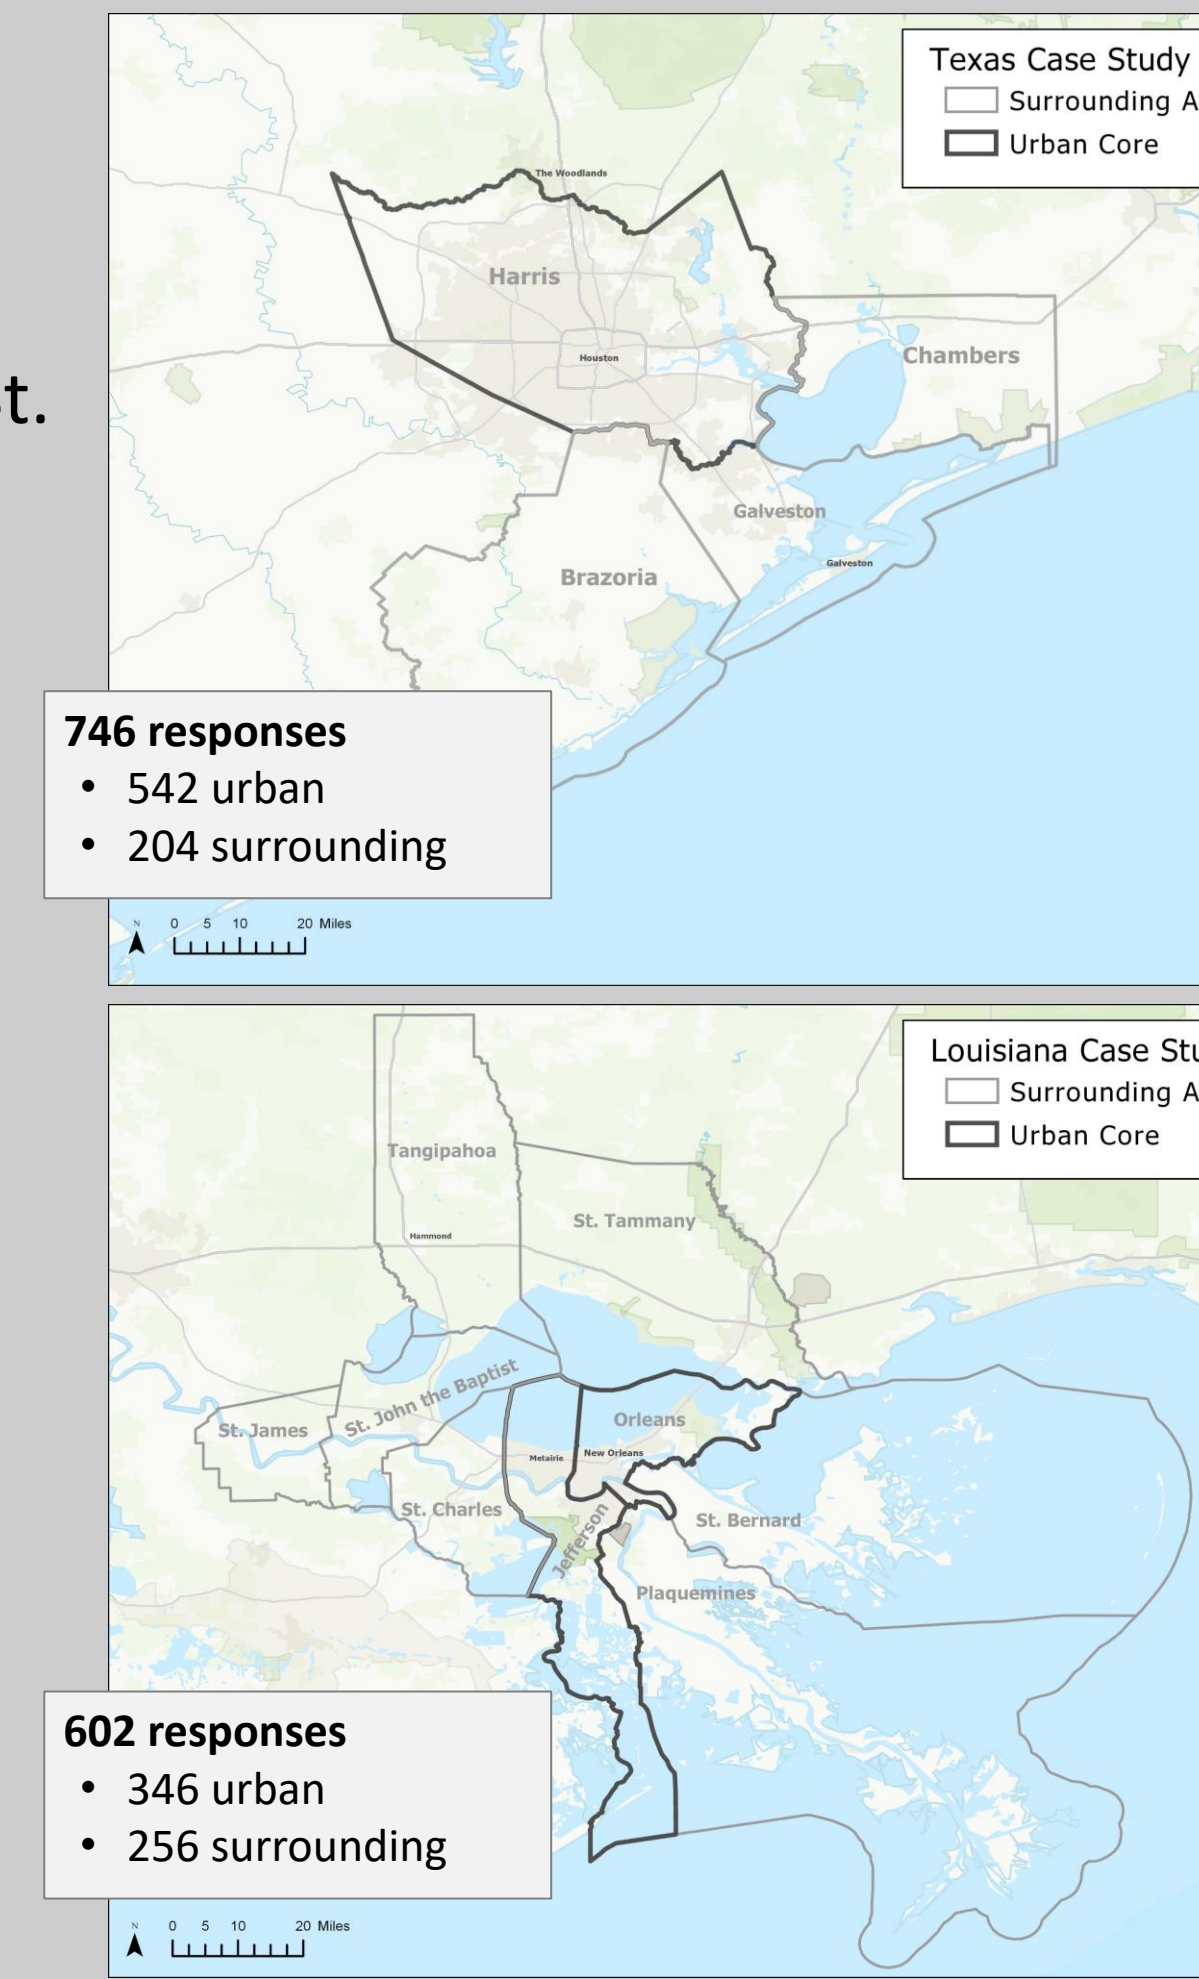 t.
Texas Case Study
Surrounding A
Urban Core
The Woodlands
Harris
Houston
Chambers
Galveston
Galveston
Brazoria
746 responses
• 542 urban
• 204 surrounding
N
0 5 10 20 Miles
Louisiana Case Stu
Surrounding A
Urban Core
Tangipahoa
St. Tammany
Hammond
St. John the Baptist
St. James
Orleans
New Orleans
Metairie
St. Charles
Jefferson
St. Bernard
Plaquemines
602 responses
• 346 urban
• 256 surrounding
N
0 5 10 20 Miles